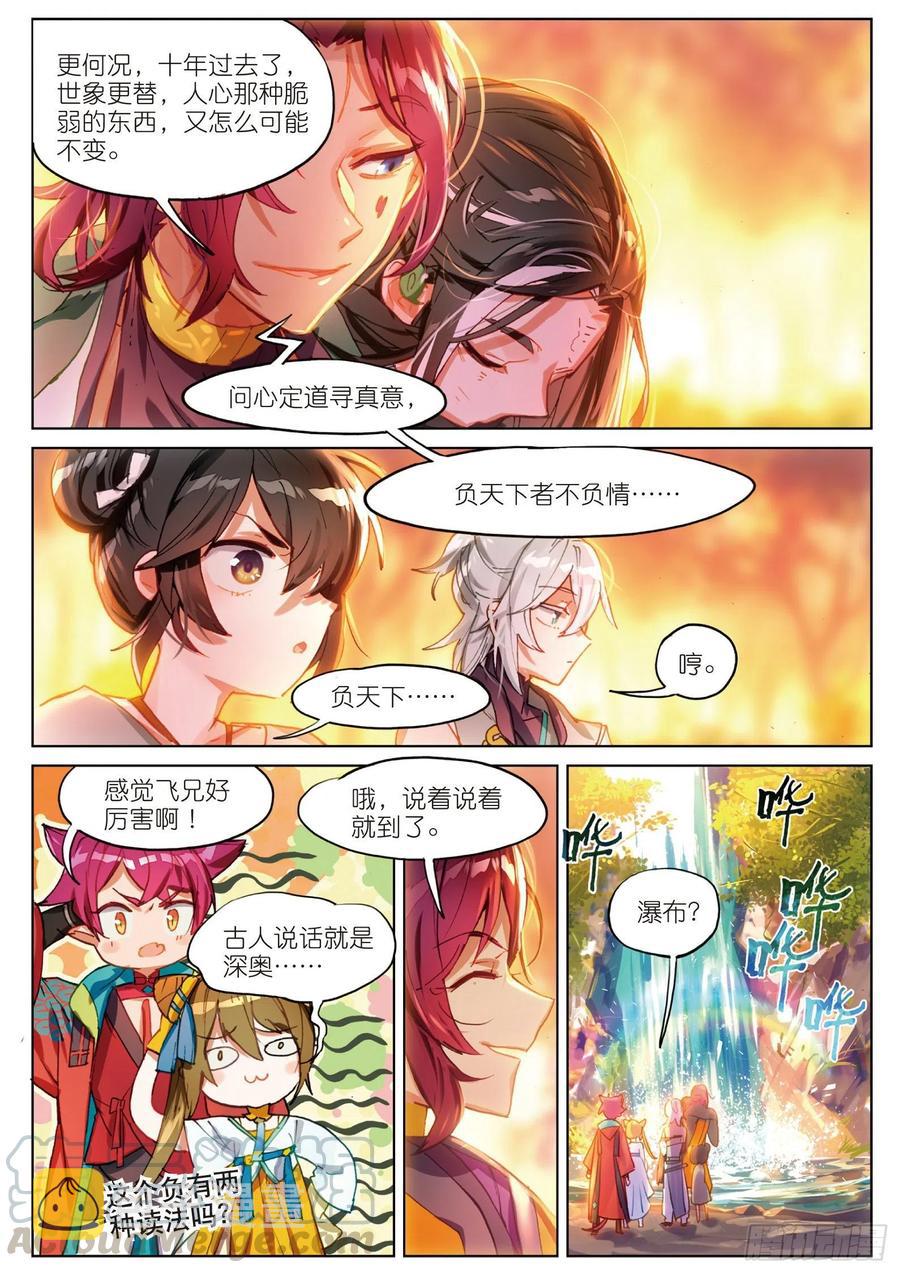 更何况，十年过去了，
世象更替，人心那种脆
弱的东西，又怎么可能
不变。
问心定道寻真意，
负天下者不负情……
哼。
负天下……
感觉飞兄好
厉害啊！
古人说话就是
深奥……
这个负有两
种读法吗？
哦，说着说着
就到了。
哗
哗
瀑布？
哗
哗
哗
腾讯动漫